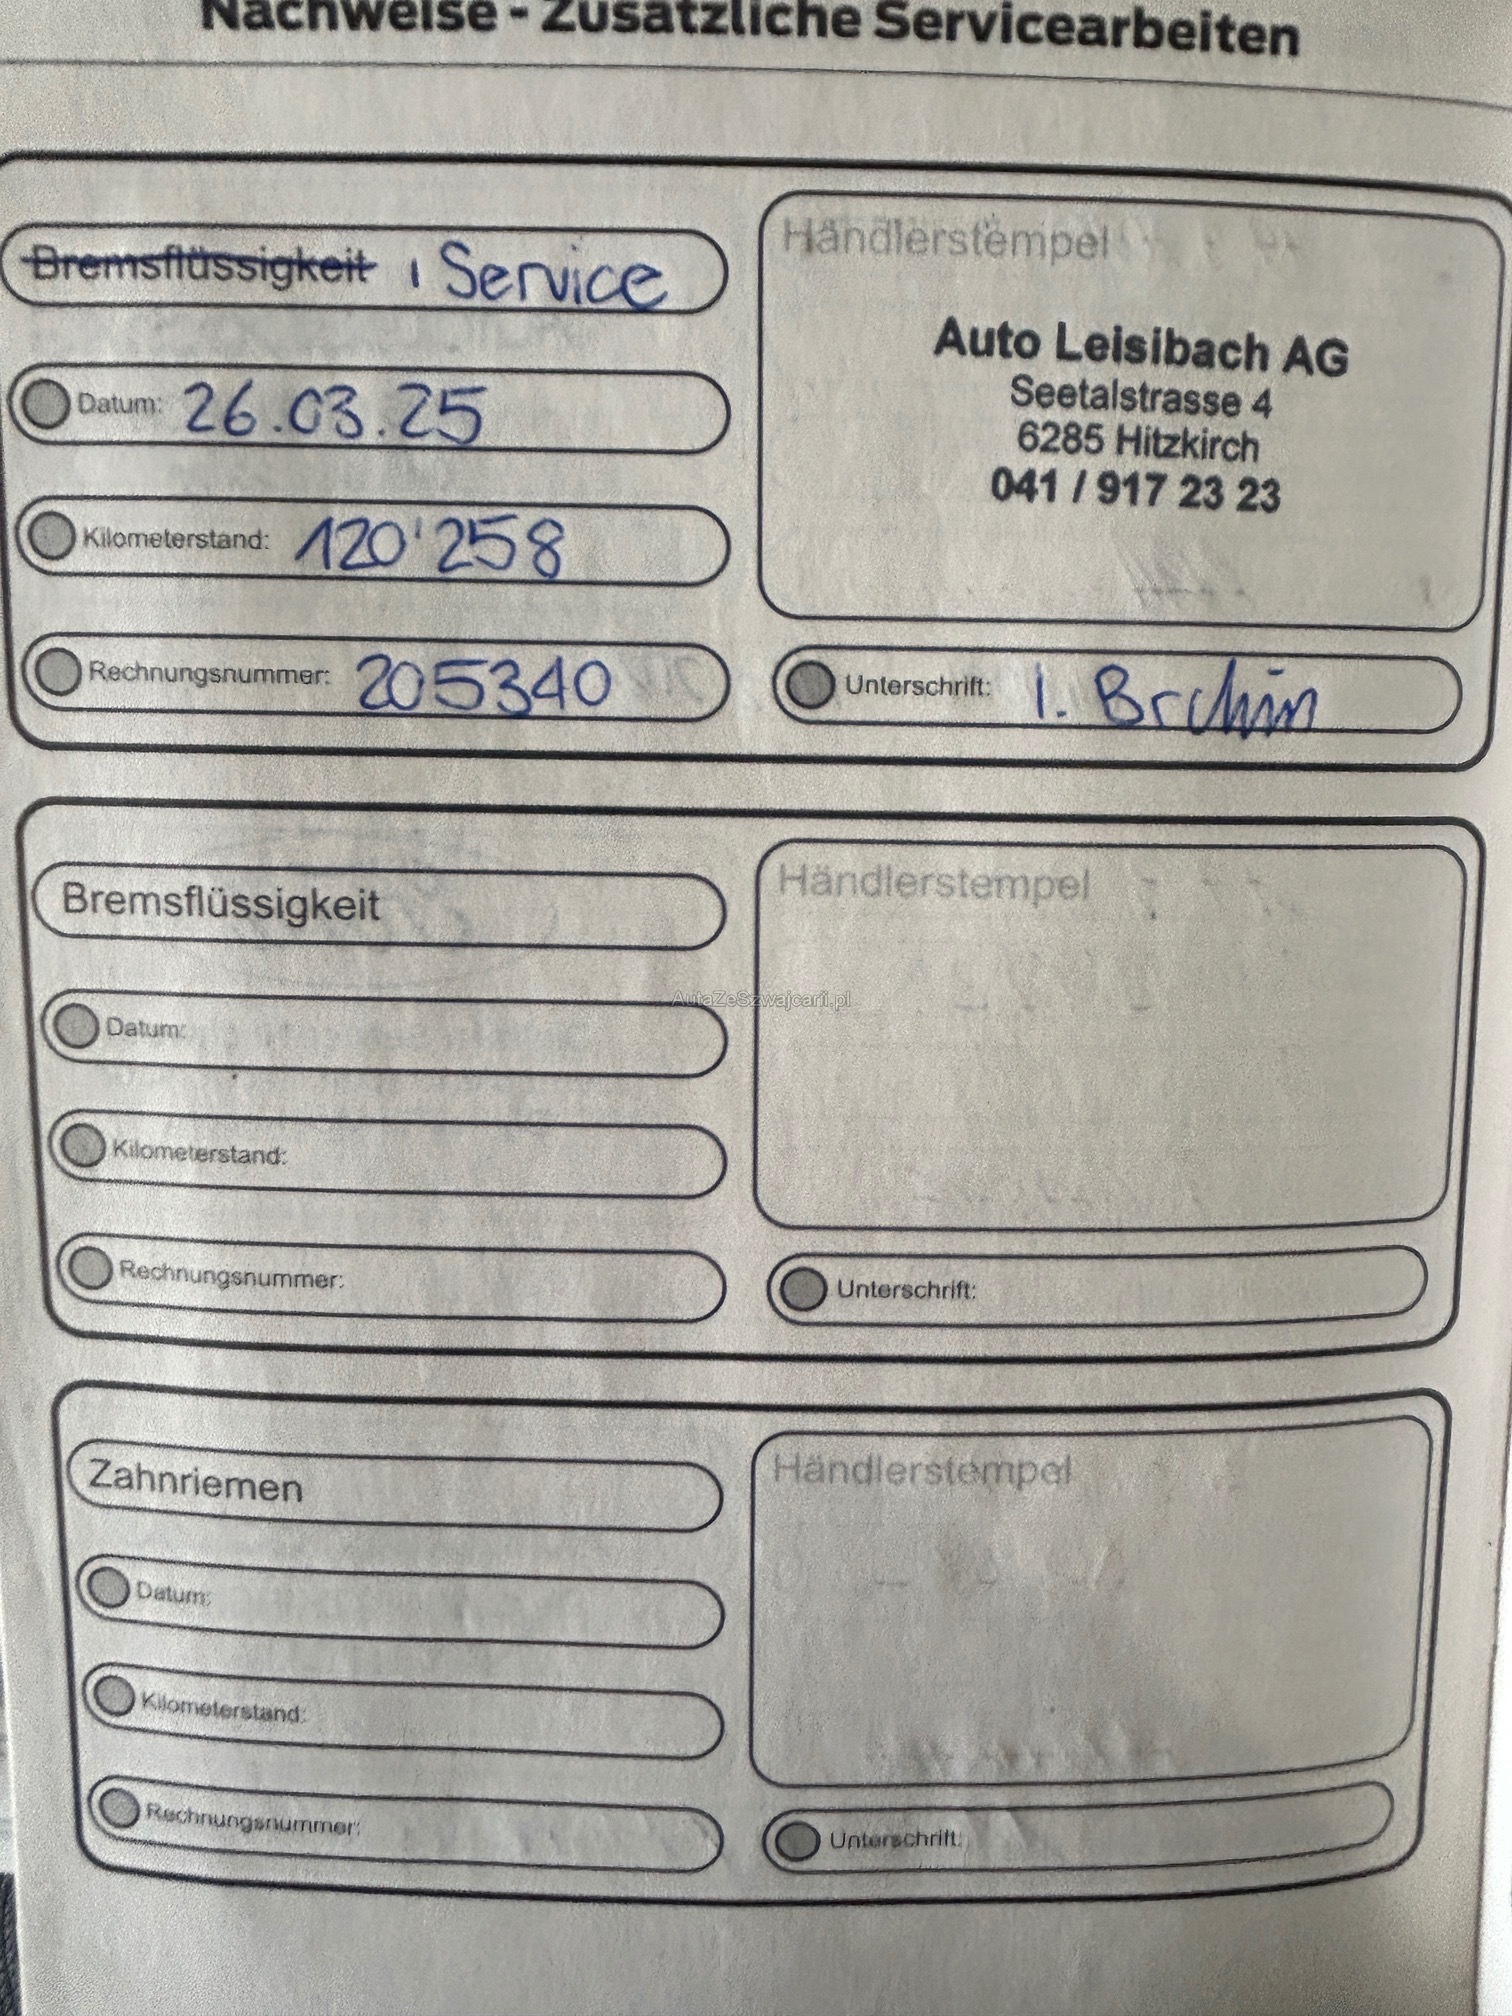 Nachweise - Zusätzliche Servicearbeiten
Bremsflüssigkeit , Service
Datum: 26.03.25
Kilometerstand: 120'258
Rechnungsnummer: 205340
Händlerstempel
Auto Leisibach AG
Seetalstrasse 4
6285 Hitzkirch
041 / 917 23 23
Unterschrift: I.
Bremsflüssigkeit
Datum:
Kilometerstand:
Rechnungsnummer:
Händlerstempel
Unterschrift:
AutaZeSzwajcarii.pl
Zahnriemen
Datum:
Kilometerstand:
Rechnungsnummer:
Händlerstempel
Unterschrift: